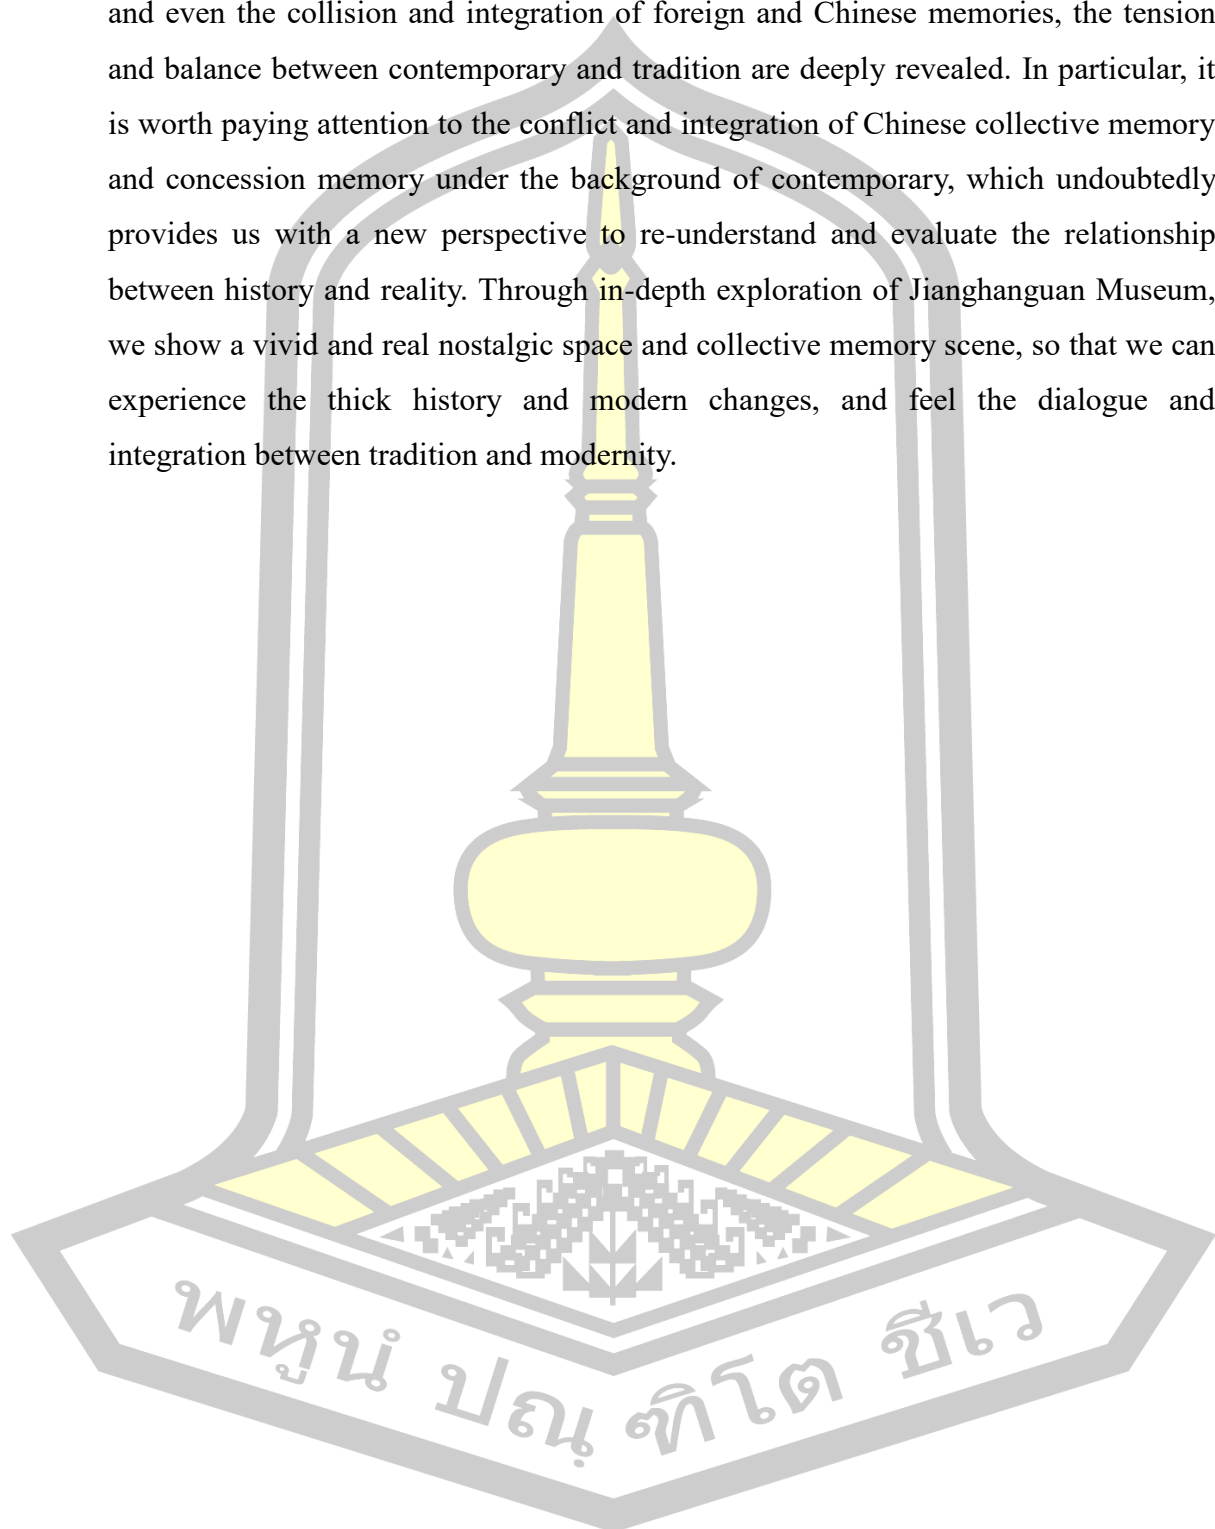 and even the collision and integration of foreign and Chinese memories, the tension
and balance between contemporary and tradition are deeply revealed. In particular, it
is worth paying attention to the conflict and integration of Chinese collective memory
and concession memory under the background of contemporary, which undoubtedly
provides us with a new perspective to re-understand and evaluate the relationship
between history and reality. Through in-depth exploration of Jianghanguan Museum,
we show a vivid and real nostalgic space and collective memory scene, so that we can
experience the thick history and modern changes, and feel the dialogue and
integration between tradition and modernity.
พหูนํ ปณฺฑิโต ชีเว